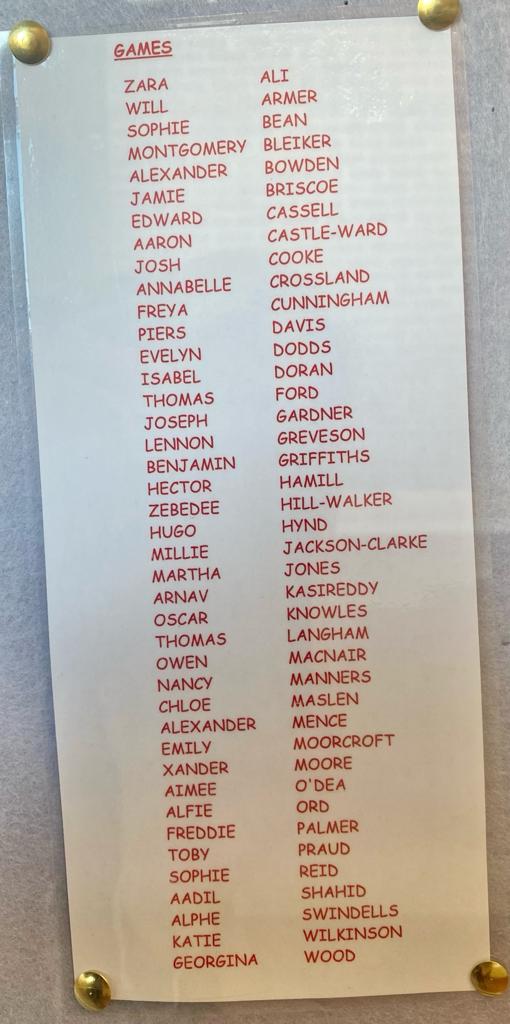 GAMES
ZARA ALI
WILL ARMER
SOPHIE BEAN
MONTGOMERY BLEIKER
ALEXANDER BOWDEN
JAMIE BRISCOE
EDWARD CASSELL
AARON CASTLE-WARD
JOSH COOKE
ANNABELLE CROSSLAND
FREYA CUNNINGHAM
PIERS DAVIS
EVELYN DODDS
ISABEL DORAN
THOMAS FORD
JOSEPH GARDNER
LENNON GREVESON
BENJAMIN GRIFFITHS
HECTOR HAMILL
ZEBEDEE HILL-WALKER
HUGO HYND
MILLIE JACKSON-CLARKE
MARTHA JONES
ARNAV KASIREDDY
OSCAR KNOWLES
THOMAS LANGHAM
OWEN MACNAIR
NANCY MANNERS
CHLOE MASLEN
ALEXANDER MENCE
EMILY MOORCROFT
XANDER MOORE
AIMEE O'DEA
ALFIE ORD
FREDDIE PALMER
TOBY PRAUD
SOPHIE REID
AADIL SHAHID
ALPHE SWINDELLS
KATIE WILKINSON
GEORGINA WOOD